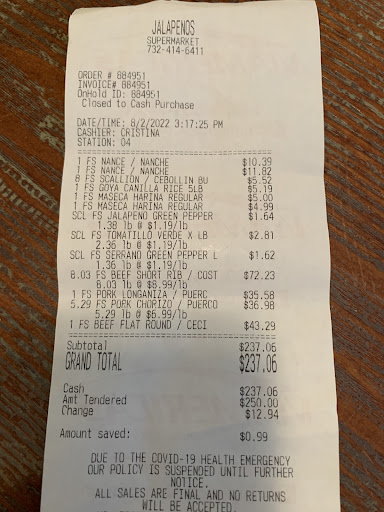 JALAPENOS
SUPERMARKET
732-414-6411
ORDER # 884951
INVOICE# 884951
OnHold ID: 884951
Closed to Cash Purchase
DATE/TIME: 8/2/2022 3:17:25 PM
CASHIER: CRISTINA
STATION: 04
1 FS NANCE / NANCHE $10.39
1 FS NANCE / NANCHE $11.82
8 FS SCALLION / CEBOLLIN BU $5.52
1 FS GOYA CANILLA RICE 5LB $5.19
1 FS MASECA HARINA REGULAR $5.00
1 FS MASECA HARINA REGULAR $4.99
SCL FS JALAPENO GREEN PEPPER $1.64
1.38 lb @ $1.19/lb
SCL FS TOMATILLO VERDE X LB $2.81
2.36 lb @ $1.19/lb
SCL FS SERRANO GREEN PEPPER L $1.62
1.36 lb @ $1.19/lb
8.03 FS BEEF SHORT RIB / COST $72.23
8.03 lb @ $8.99/lb
1 FS PORK LONGANIZA / PUERC $35.58
5.29 FS PORK CHORIZO / PUERCO $36.98
5.29 lb @ $6.99/lb
1 FS BEEF FLAT ROUND / CECI $43.29
Subtotal $237.06
GRAND TOTAL $237.06
Cash $237.06
Amt Tendered $250.00
Change $12.94
Amount saved: $0.99
DUE TO THE COVID-19 HEALTH EMERGENCY
OUR POLICY IS SUSPENDED UNTIL FURTHER
NOTICE.
ALL SALES ARE FINAL AND NO RETURNS
WILL BE ACCEPTED.